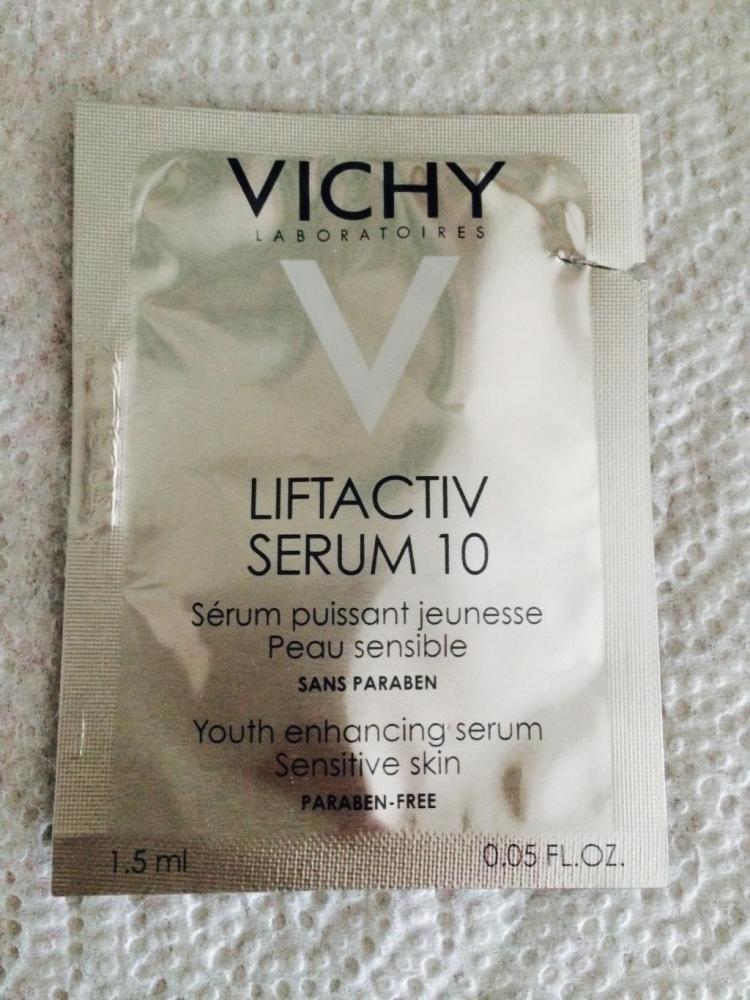 VICHY
LABORATOIRES
V
LIFTACTIV
SERUM 10
Sérum puissant jeunesse
Peau sensible
SANS PARABEN
Youth enhancing serum
Sensitive skin
PARABEN-FREE
1.5 ml 0.05 FL.OZ.